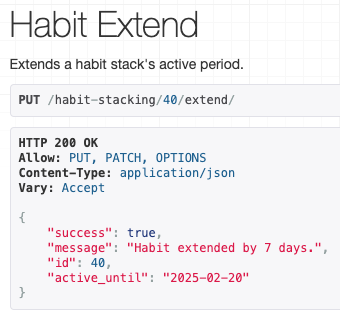 Habit Extend
Extends a habit stack's active period.
PUT /habit-stacking/40/extend/
HTTP 200 OK
Allow: PUT, PATCH, OPTIONS
Content-Type: application/json
Vary: Accept
{
    "success": true,
    "message": "Habit extended by 7 days.",
    "id": 40,
    "active_until": "2025-02-20"
}